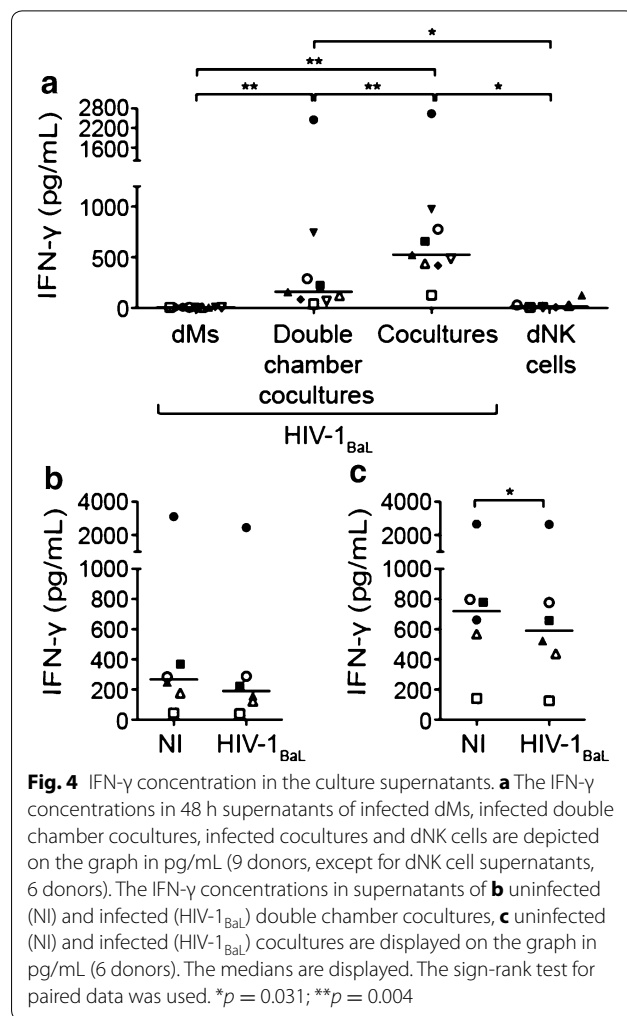 *
**
a
** ** *
2800
2200
1600
1000
500
0
IFN-γ (pg/mL)
dMs Double chamber cocultures Cocultures dNK cells
HIV-1BaL
b
4000
2000
1000
800
600
400
200
0
IFN-γ (pg/mL)
NI HIV-1BaL
c
*
4000
2000
1000
800
600
400
200
0
IFN-γ (pg/mL)
NI HIV-1BaL
Fig. 4 IFN-γ concentration in the culture supernatants. a The IFN-γ
concentrations in 48 h supernatants of infected dMs, infected double
chamber cocultures, infected cocultures and dNK cells are depicted
on the graph in pg/mL (9 donors, except for dNK cell supernatants,
6 donors). The IFN-γ concentrations in supernatants of b uninfected
(NI) and infected (HIV-1BaL) double chamber cocultures, c uninfected
(NI) and infected (HIV-1BaL) cocultures are displayed on the graph in
pg/mL (6 donors). The medians are displayed. The sign-rank test for
paired data was used. *p = 0.031; **p = 0.004